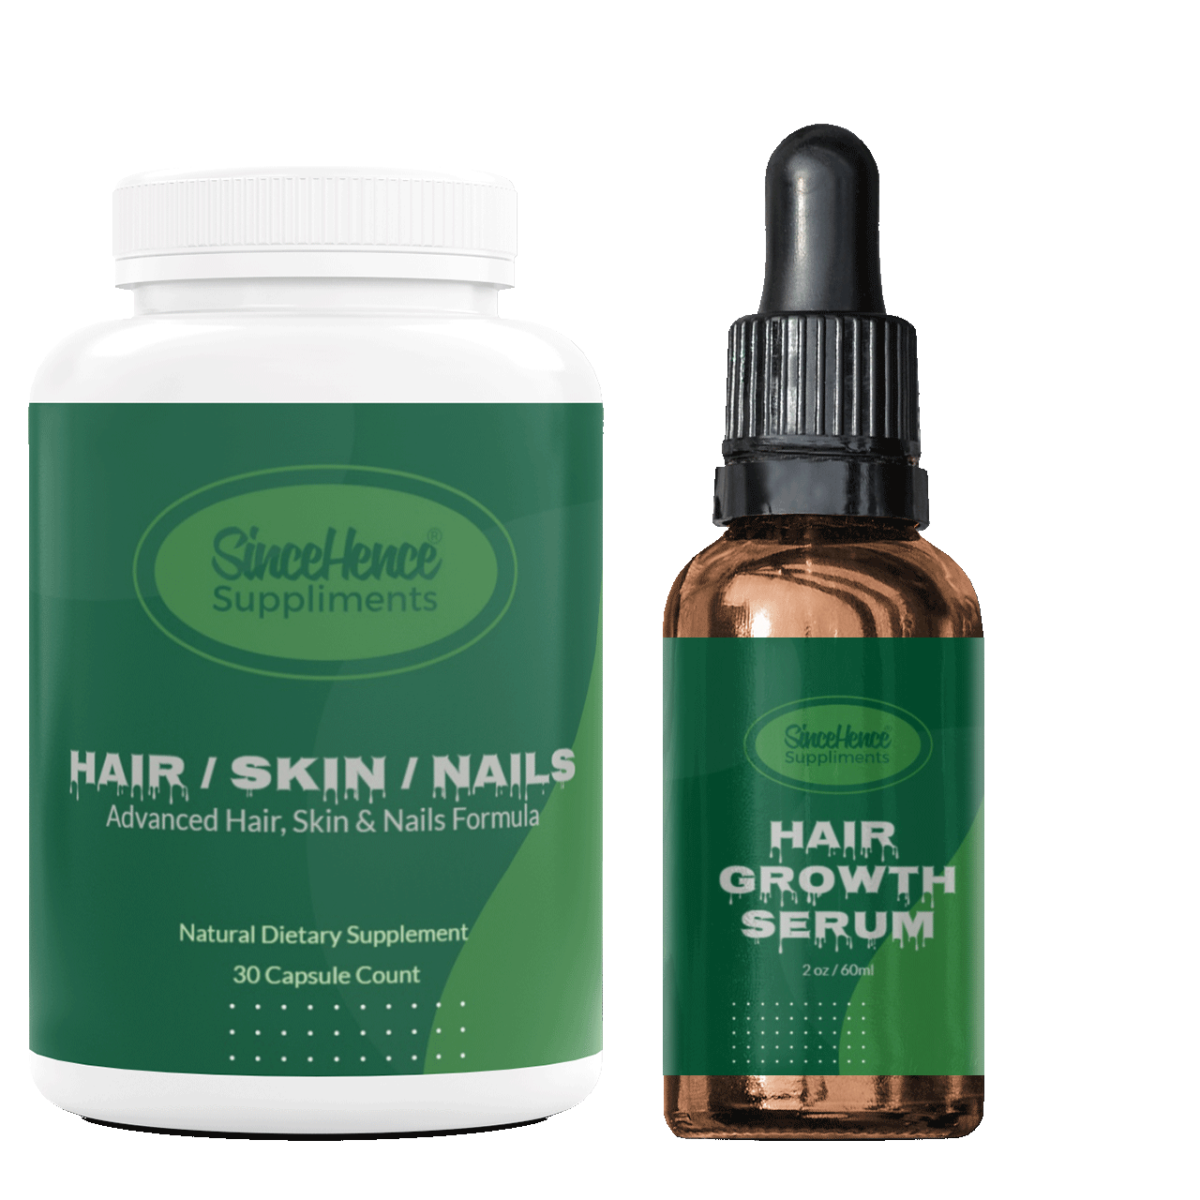 SinceHence®
Suppliments
HAIR / SKIN / NAILS
Advanced Hair, Skin & Nails Formula
Natural Dietary Supplement
30 Capsule Count
SinceHence®
Suppliments
HAIR
GROWTH
SERUM
2 oz / 60ml